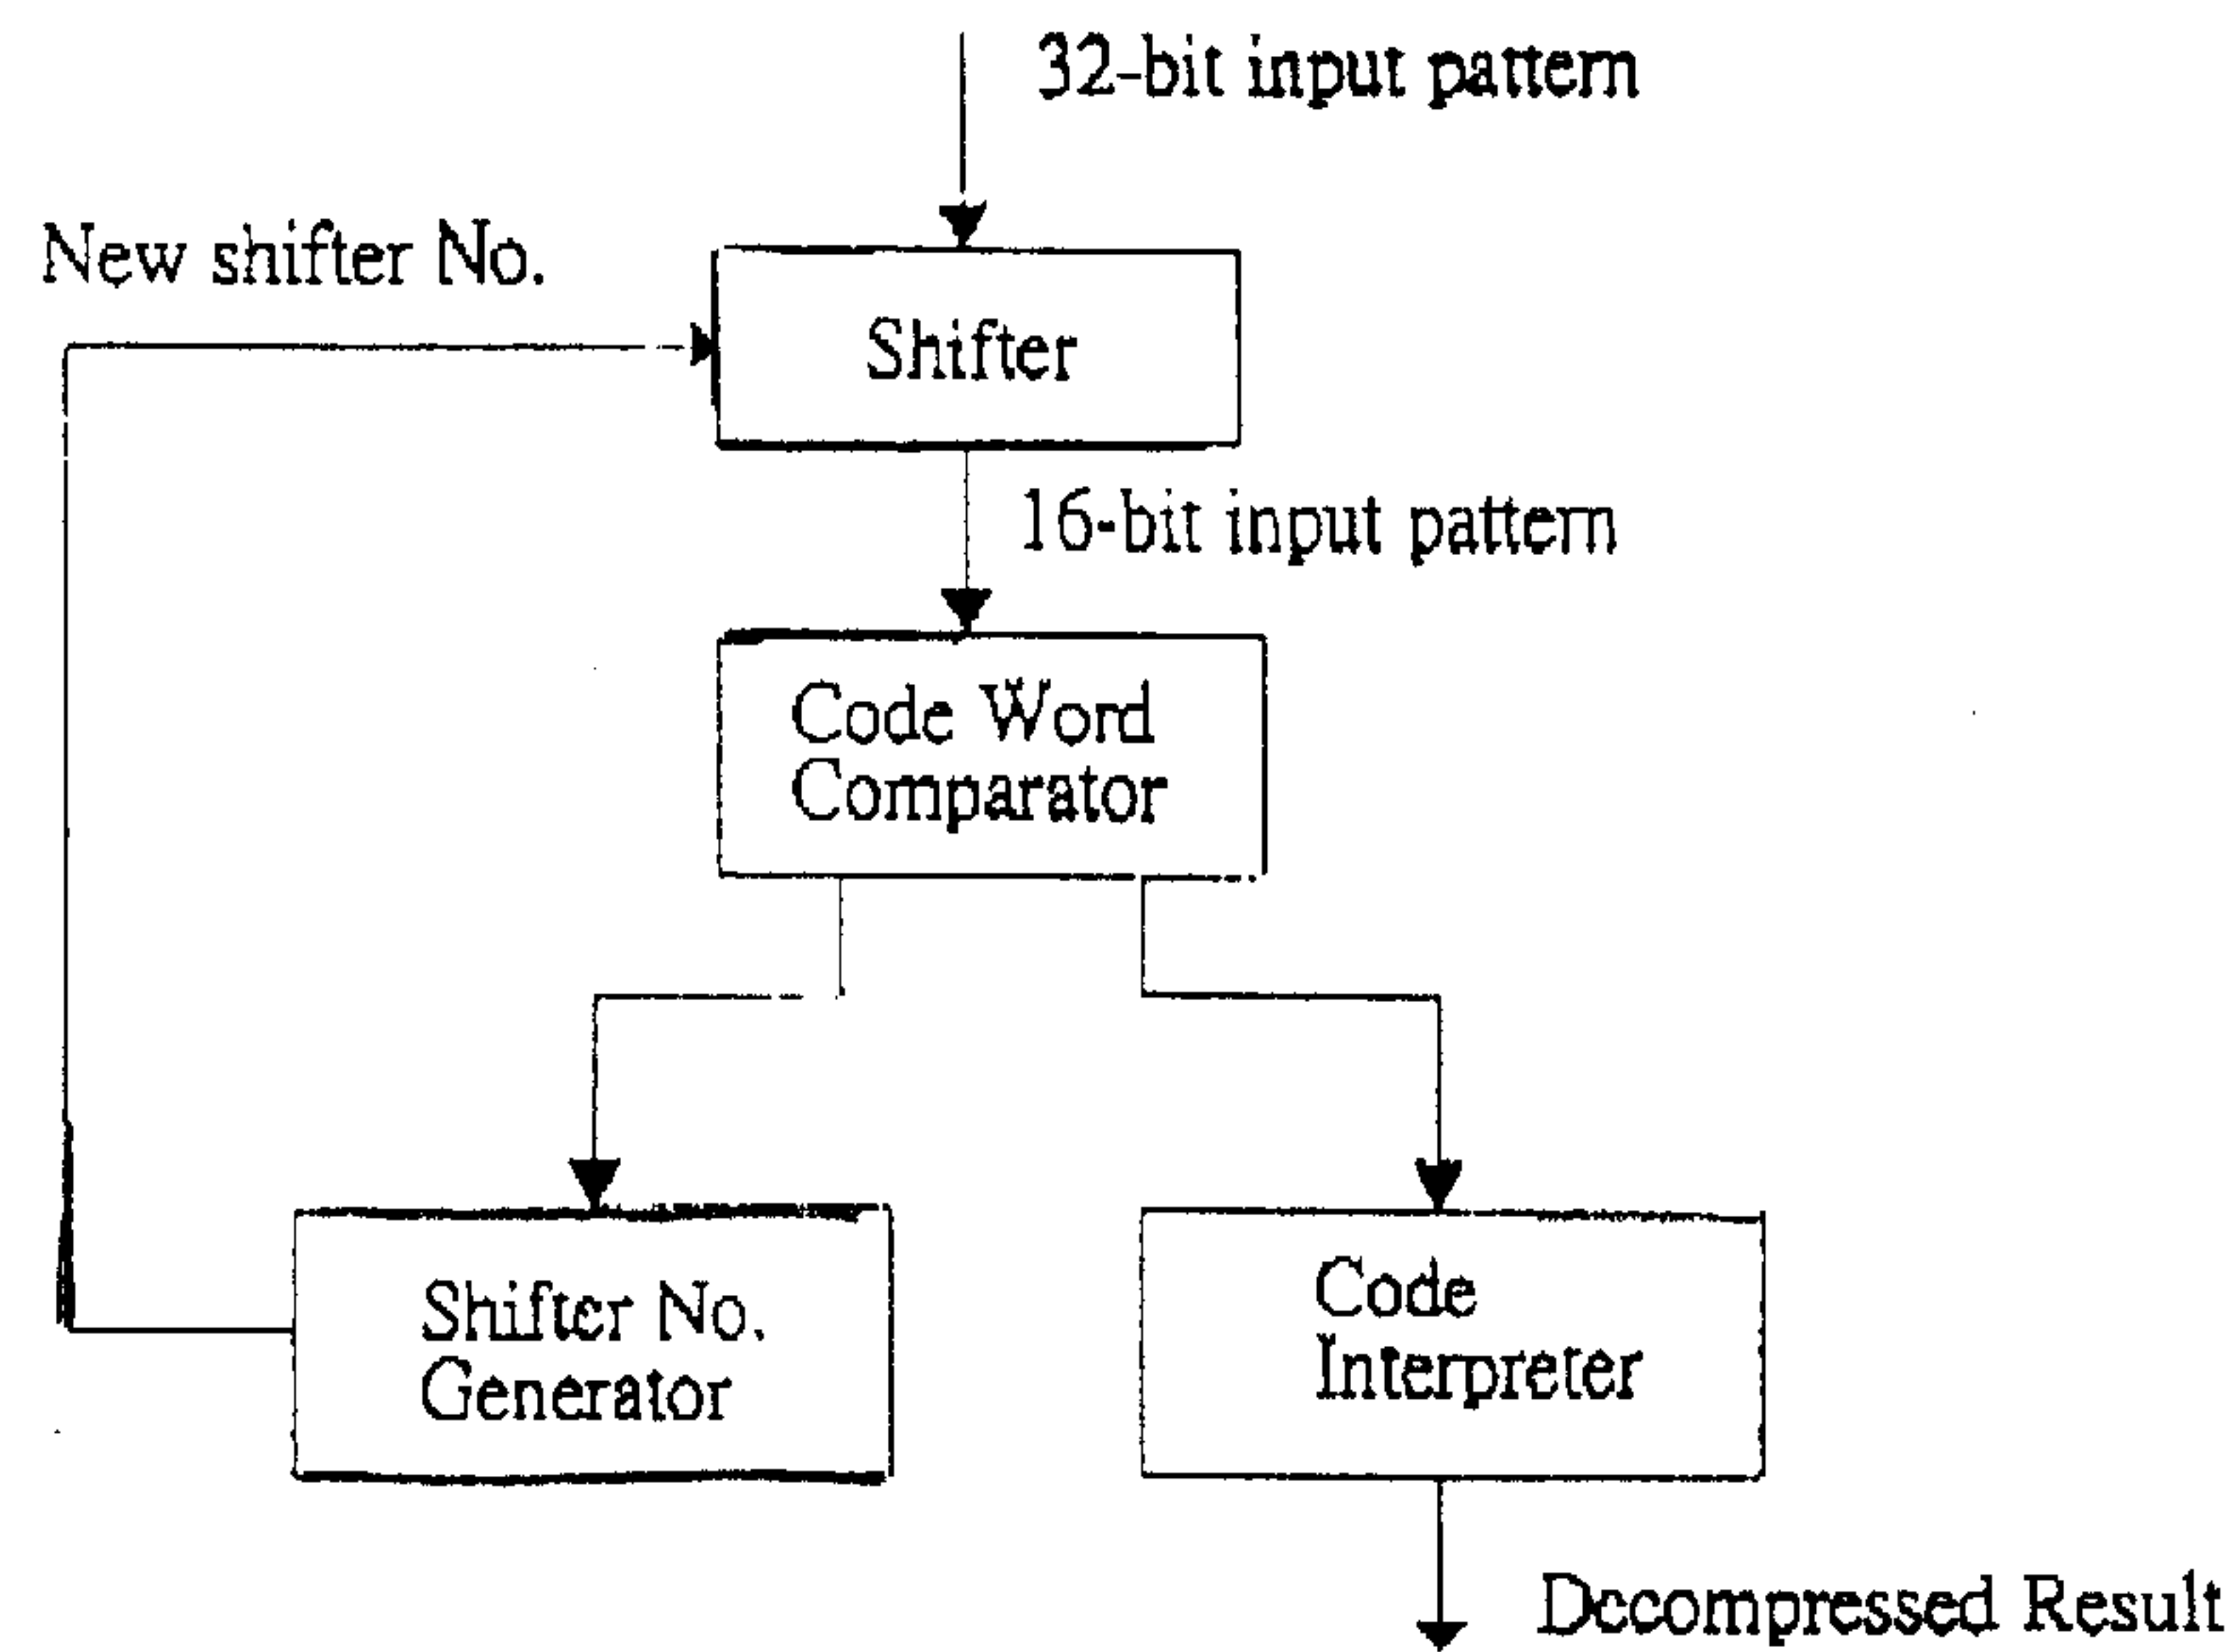 32-bit input pattern
New shifter No.
Shifter
16-bit input pattern
Code Word
Comparator
Shifter No.
Generator
Code
Interpreter
Decompressed Result